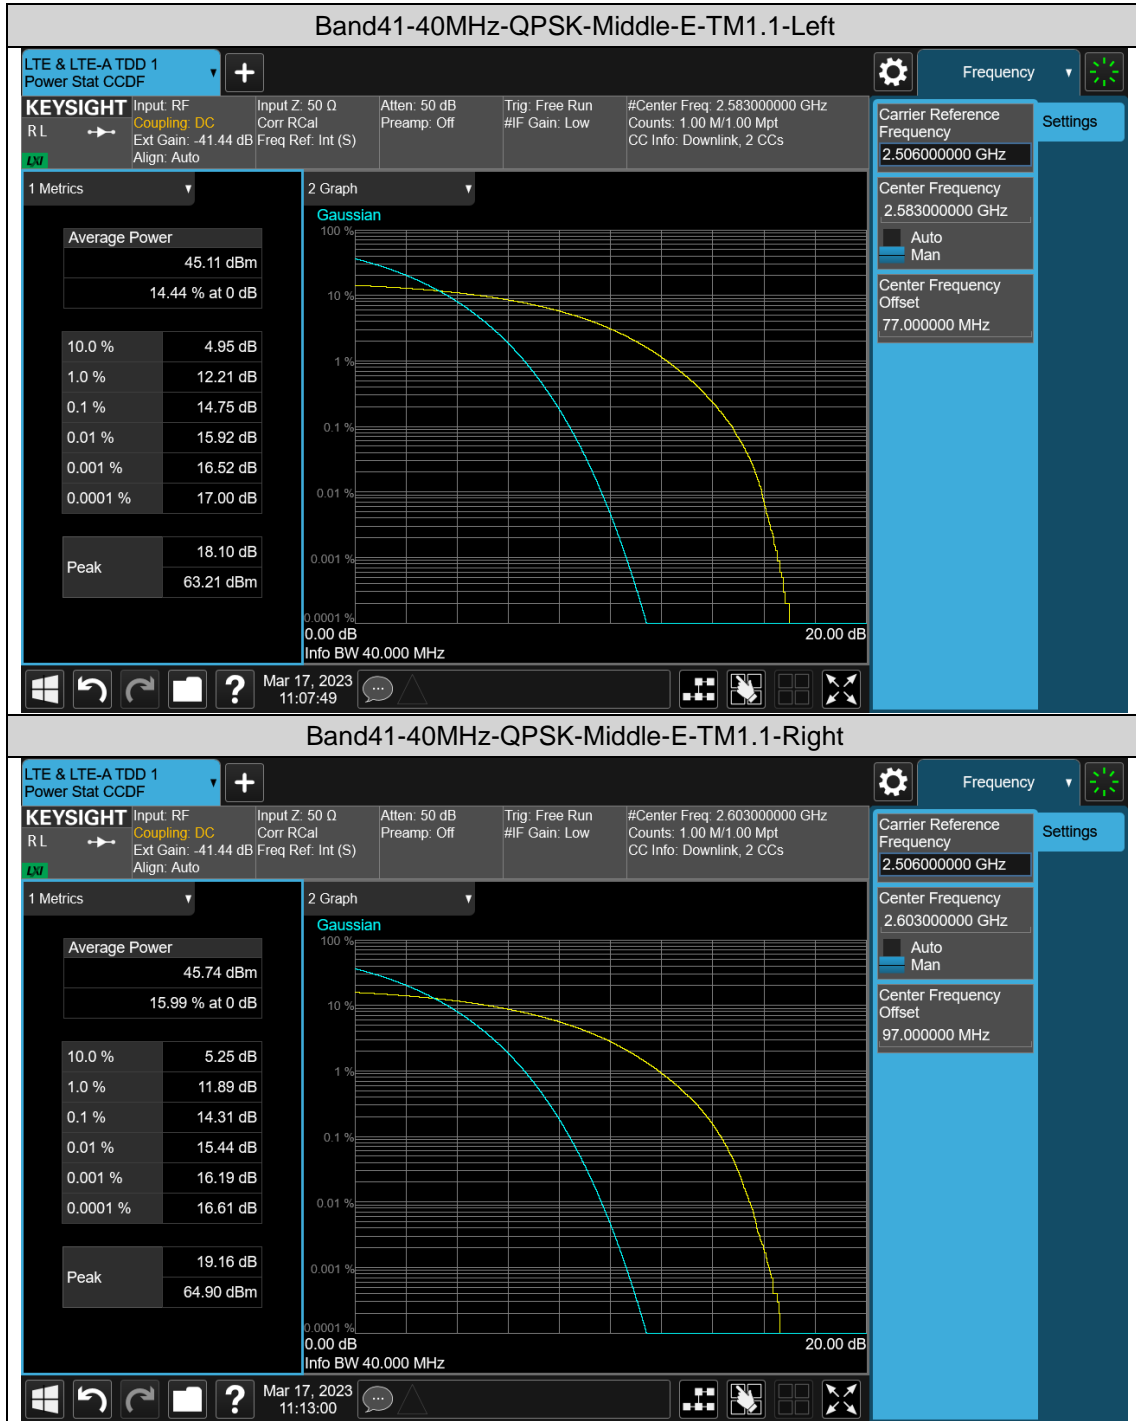 Band41-40MHz-QPSK-Middle-E-TM1.1-Left
LTE & LTE-A TDD 1
Power Stat CCDF
Frequency
KEYSIGHT
R L
LXI
Input: RF
Coupling: DC
Ext Gain: -41.44 dB
Align: Auto
Input Z: 50 Ω
Corr RCal
Freq Ref: Int (S)
Atten: 50 dB
Preamp: Off
Trig: Free Run
#IF Gain: Low
#Center Freq: 2.583000000 GHz
Counts: 1.00 M/1.00 Mpt
CC Info: Downlink, 2 CCs
Carrier Reference
Frequency
2.506000000 GHz
Settings
Center Frequency
2.583000000 GHz
Auto
Man
Center Frequency
Offset
77.000000 MHz
1 Metrics
Average Power
45.11 dBm
14.44 % at 0 dB
10.0 % 4.95 dB
1.0 % 12.21 dB
0.1 % 14.75 dB
0.01 % 15.92 dB
0.001 % 16.52 dB
0.0001 % 17.00 dB
Peak
18.10 dB
63.21 dBm
2 Graph
Gaussian
100 %
10 %
1 %
0.1 %
0.01 %
0.001 %
0.0001 %
0.00 dB
20.00 dB
Info BW 40.000 MHz
?
Mar 17, 2023
11:07:49
Band41-40MHz-QPSK-Middle-E-TM1.1-Right
LTE & LTE-A TDD 1
Power Stat CCDF
Frequency
KEYSIGHT
R L
LXI
Input: RF
Coupling: DC
Ext Gain: -41.44 dB
Align: Auto
Input Z: 50 Ω
Corr RCal
Freq Ref: Int (S)
Atten: 50 dB
Preamp: Off
Trig: Free Run
#IF Gain: Low
#Center Freq: 2.603000000 GHz
Counts: 1.00 M/1.00 Mpt
CC Info: Downlink, 2 CCs
Carrier Reference
Frequency
2.506000000 GHz
Settings
Center Frequency
2.603000000 GHz
Auto
Man
Center Frequency
Offset
97.000000 MHz
1 Metrics
Average Power
45.74 dBm
15.99 % at 0 dB
10.0 % 5.25 dB
1.0 % 11.89 dB
0.1 % 14.31 dB
0.01 % 15.44 dB
0.001 % 16.19 dB
0.0001 % 16.61 dB
Peak
19.16 dB
64.90 dBm
2 Graph
Gaussian
100 %
10 %
1 %
0.1 %
0.01 %
0.001 %
0.0001 %
0.00 dB
20.00 dB
Info BW 40.000 MHz
?
Mar 17, 2023
11:13:00